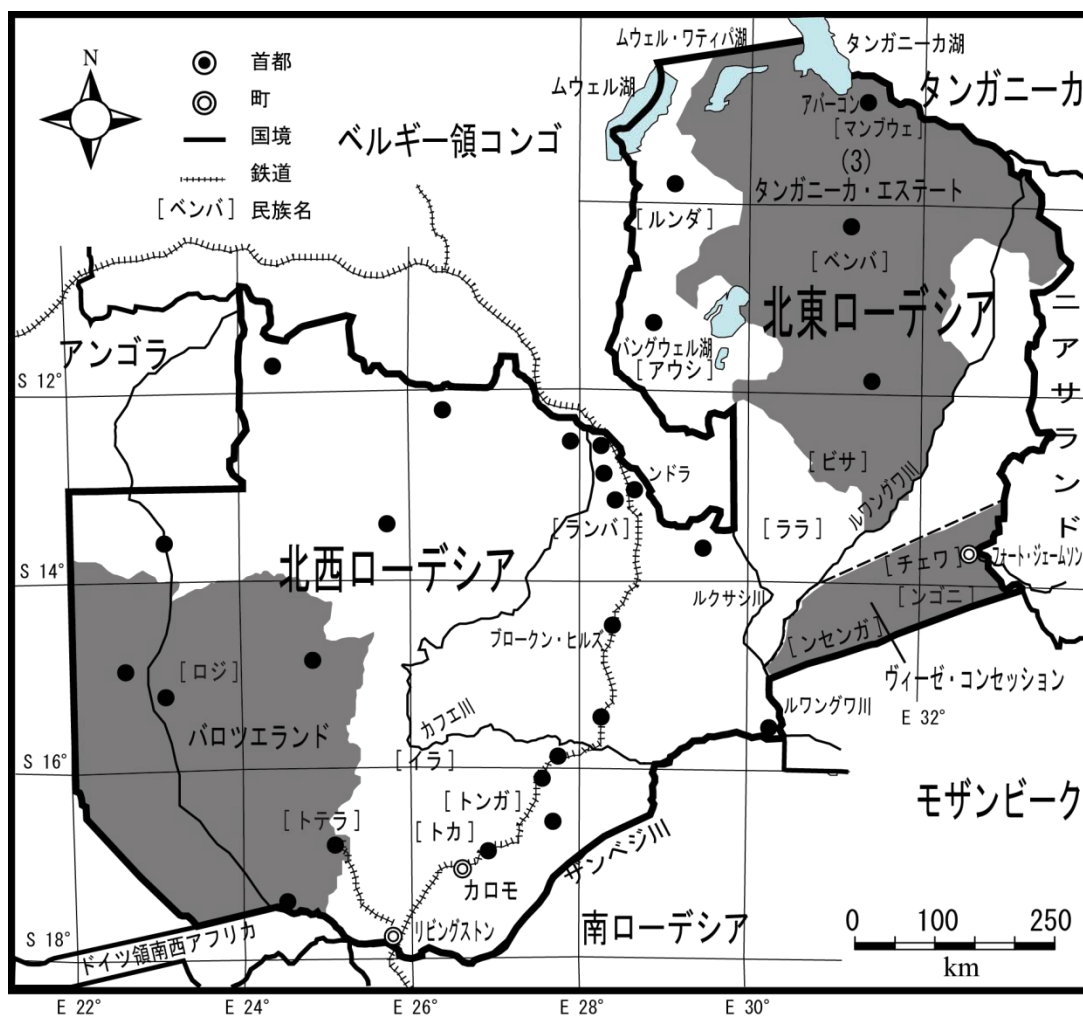 N
首都
町
国境
鉄道
[ベンバ] 民族名
ムウェル・ワティパ湖
タンガニーカ湖
ムウェル湖
タンガニーカ
ベルギー領コンゴ
アバーコン
[マンブウェ]
(3)
タンガニーカ・エステート
[ルンダ]
[ベンバ]
北東ローデシア
ニアサランド
アンゴラ
バングウェル湖
[アウシ]
S 12°
[ビサ]
ルワングワ川
ンドラ
[ランバ]
[ララ]
北西ローデシア
[チェワ]
フォート・ジェームソン
S 14°
ルクサシ川
[ンゴニ]
ブロークン・ヒルズ
[ンセンガ]
ヴィーゼ・コンセッション
[ロジ]
ルワングワ川
E 32°
カフエ川
バロツエランド
[イラ]
S 16°
モザンビーク
[トンガ]
[トテラ]
[トカ]
ザンベジ川
カロモ
リビングストン
南ローデシア
0 100 250
km
S 18°
ドイツ領南西アフリカ
E 22°
E 24°
E 26°
E 28°
E 30°